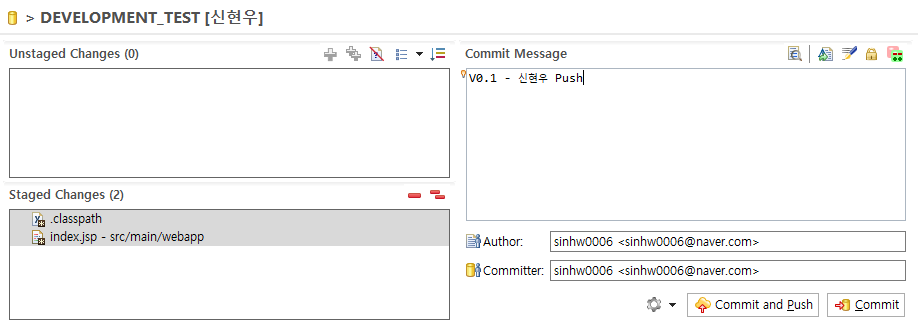 > DEVELOPMENT_TEST [신현우]
Unstaged Changes (0)
Staged Changes (2)
.classpath
index.jsp - src/main/webapp
Commit Message
V0.1 - 신현우 Push
Author: sinhw0006 <sinhw0006@naver.com>
Committer: sinhw0006 <sinhw0006@naver.com>
Commit and Push Commit